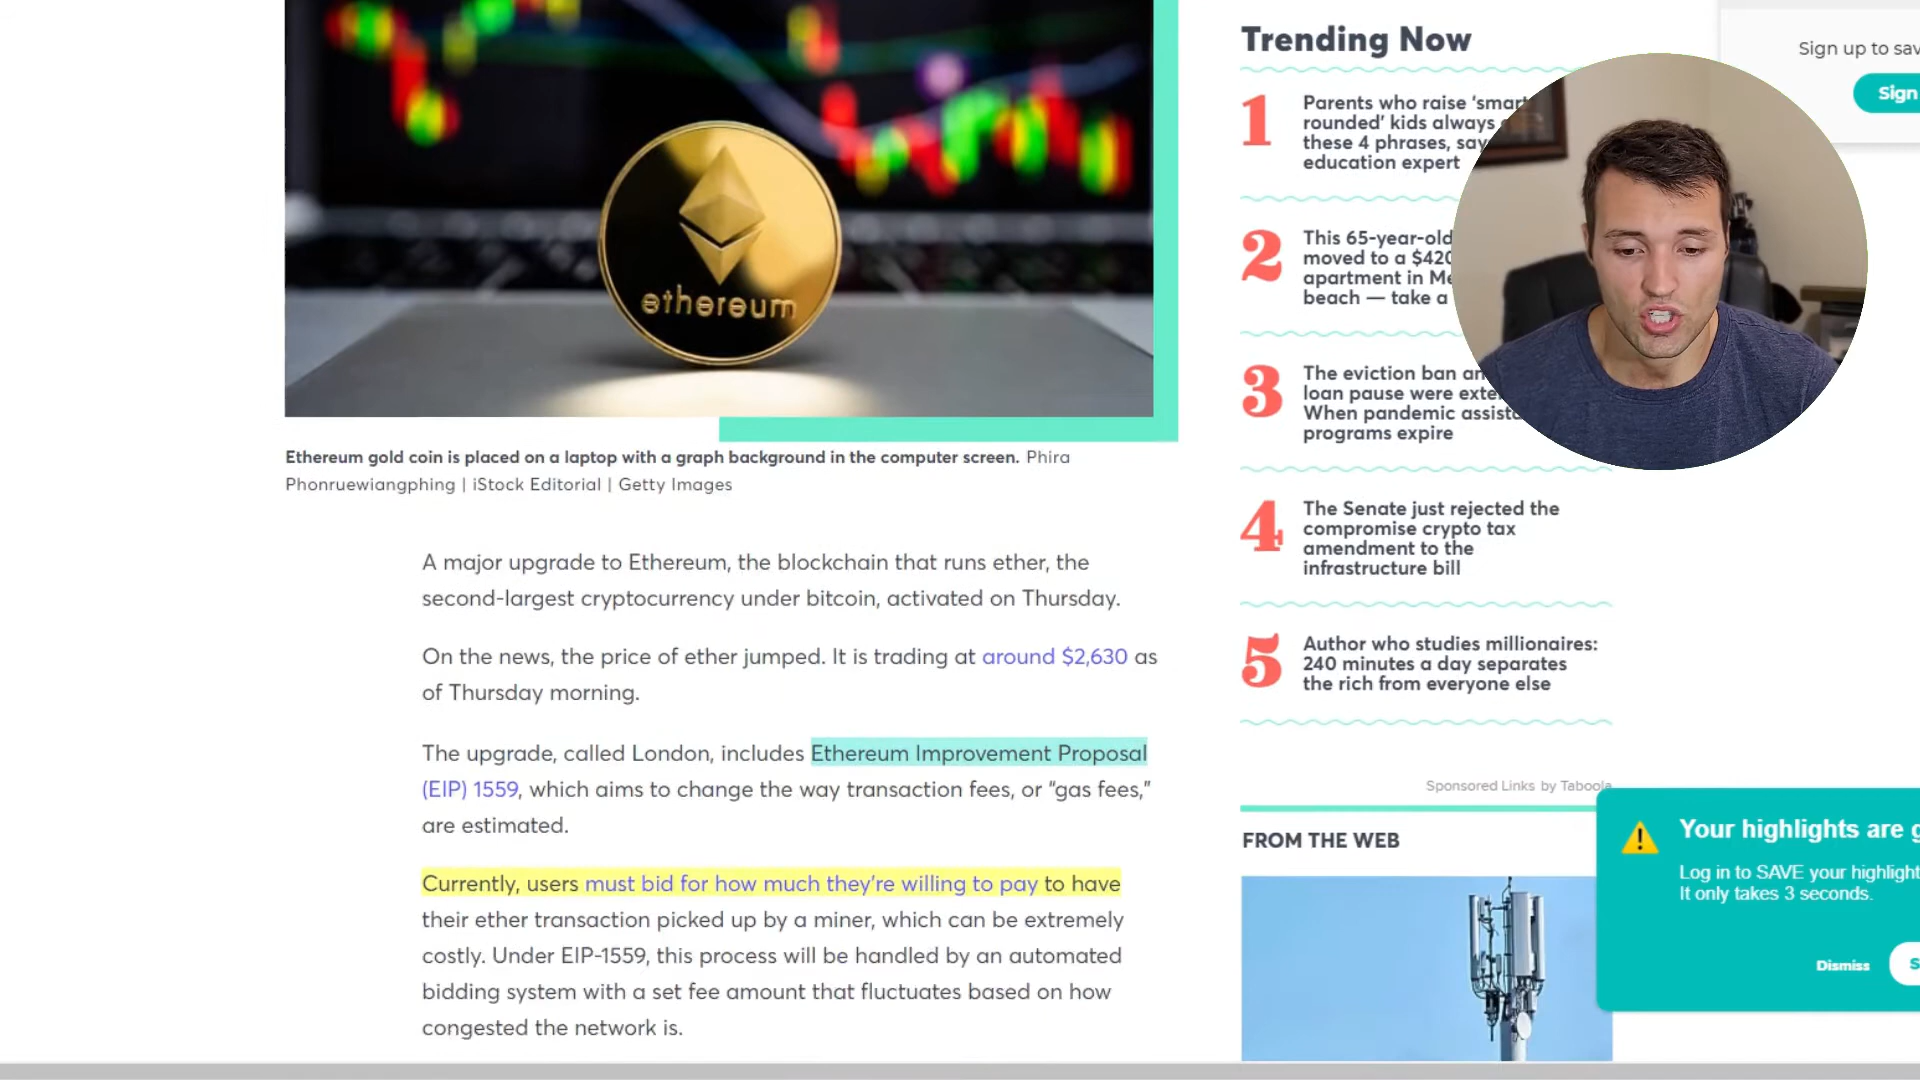 ethereum
Ethereum gold coin is placed on a laptop with a graph background in the computer screen. Phira
Phonruewiangphing | iStock Editorial | Getty Images
A major upgrade to Ethereum, the blockchain that runs ether, the
second-largest cryptocurrency under bitcoin, activated on Thursday.
On the news, the price of ether jumped. It is trading at around $2,630 as
of Thursday morning.
The upgrade, called London, includes Ethereum Improvement Proposal
(EIP) 1559, which aims to change the way transaction fees, or "gas fees,"
are estimated.
Currently, users must bid for how much they're willing to pay to have
their ether transaction picked up by a miner, which can be extremely
costly. Under EIP-1559, this process will be handled by an automated
bidding system with a set fee amount that fluctuates based on how
congested the network is.
Trending Now
1
Parents who raise 'smart
rounded' kids always
these 4 phrases, say
education expert
2
This 65-year-old
moved to a $420
apartment in Me
beach — take a
3
The eviction ban an
loan pause were exte
When pandemic assist
programs expire
4
The Senate just rejected the
compromise crypto tax
amendment to the
infrastructure bill
5
Author who studies millionaires:
240 minutes a day separates
the rich from everyone else
Sponsored Links by Taboola
FROM THE WEB
Sign up to sav
Sign
Your highlights are g
Log in to SAVE your highlight
It only takes 3 seconds.
Dismiss
S